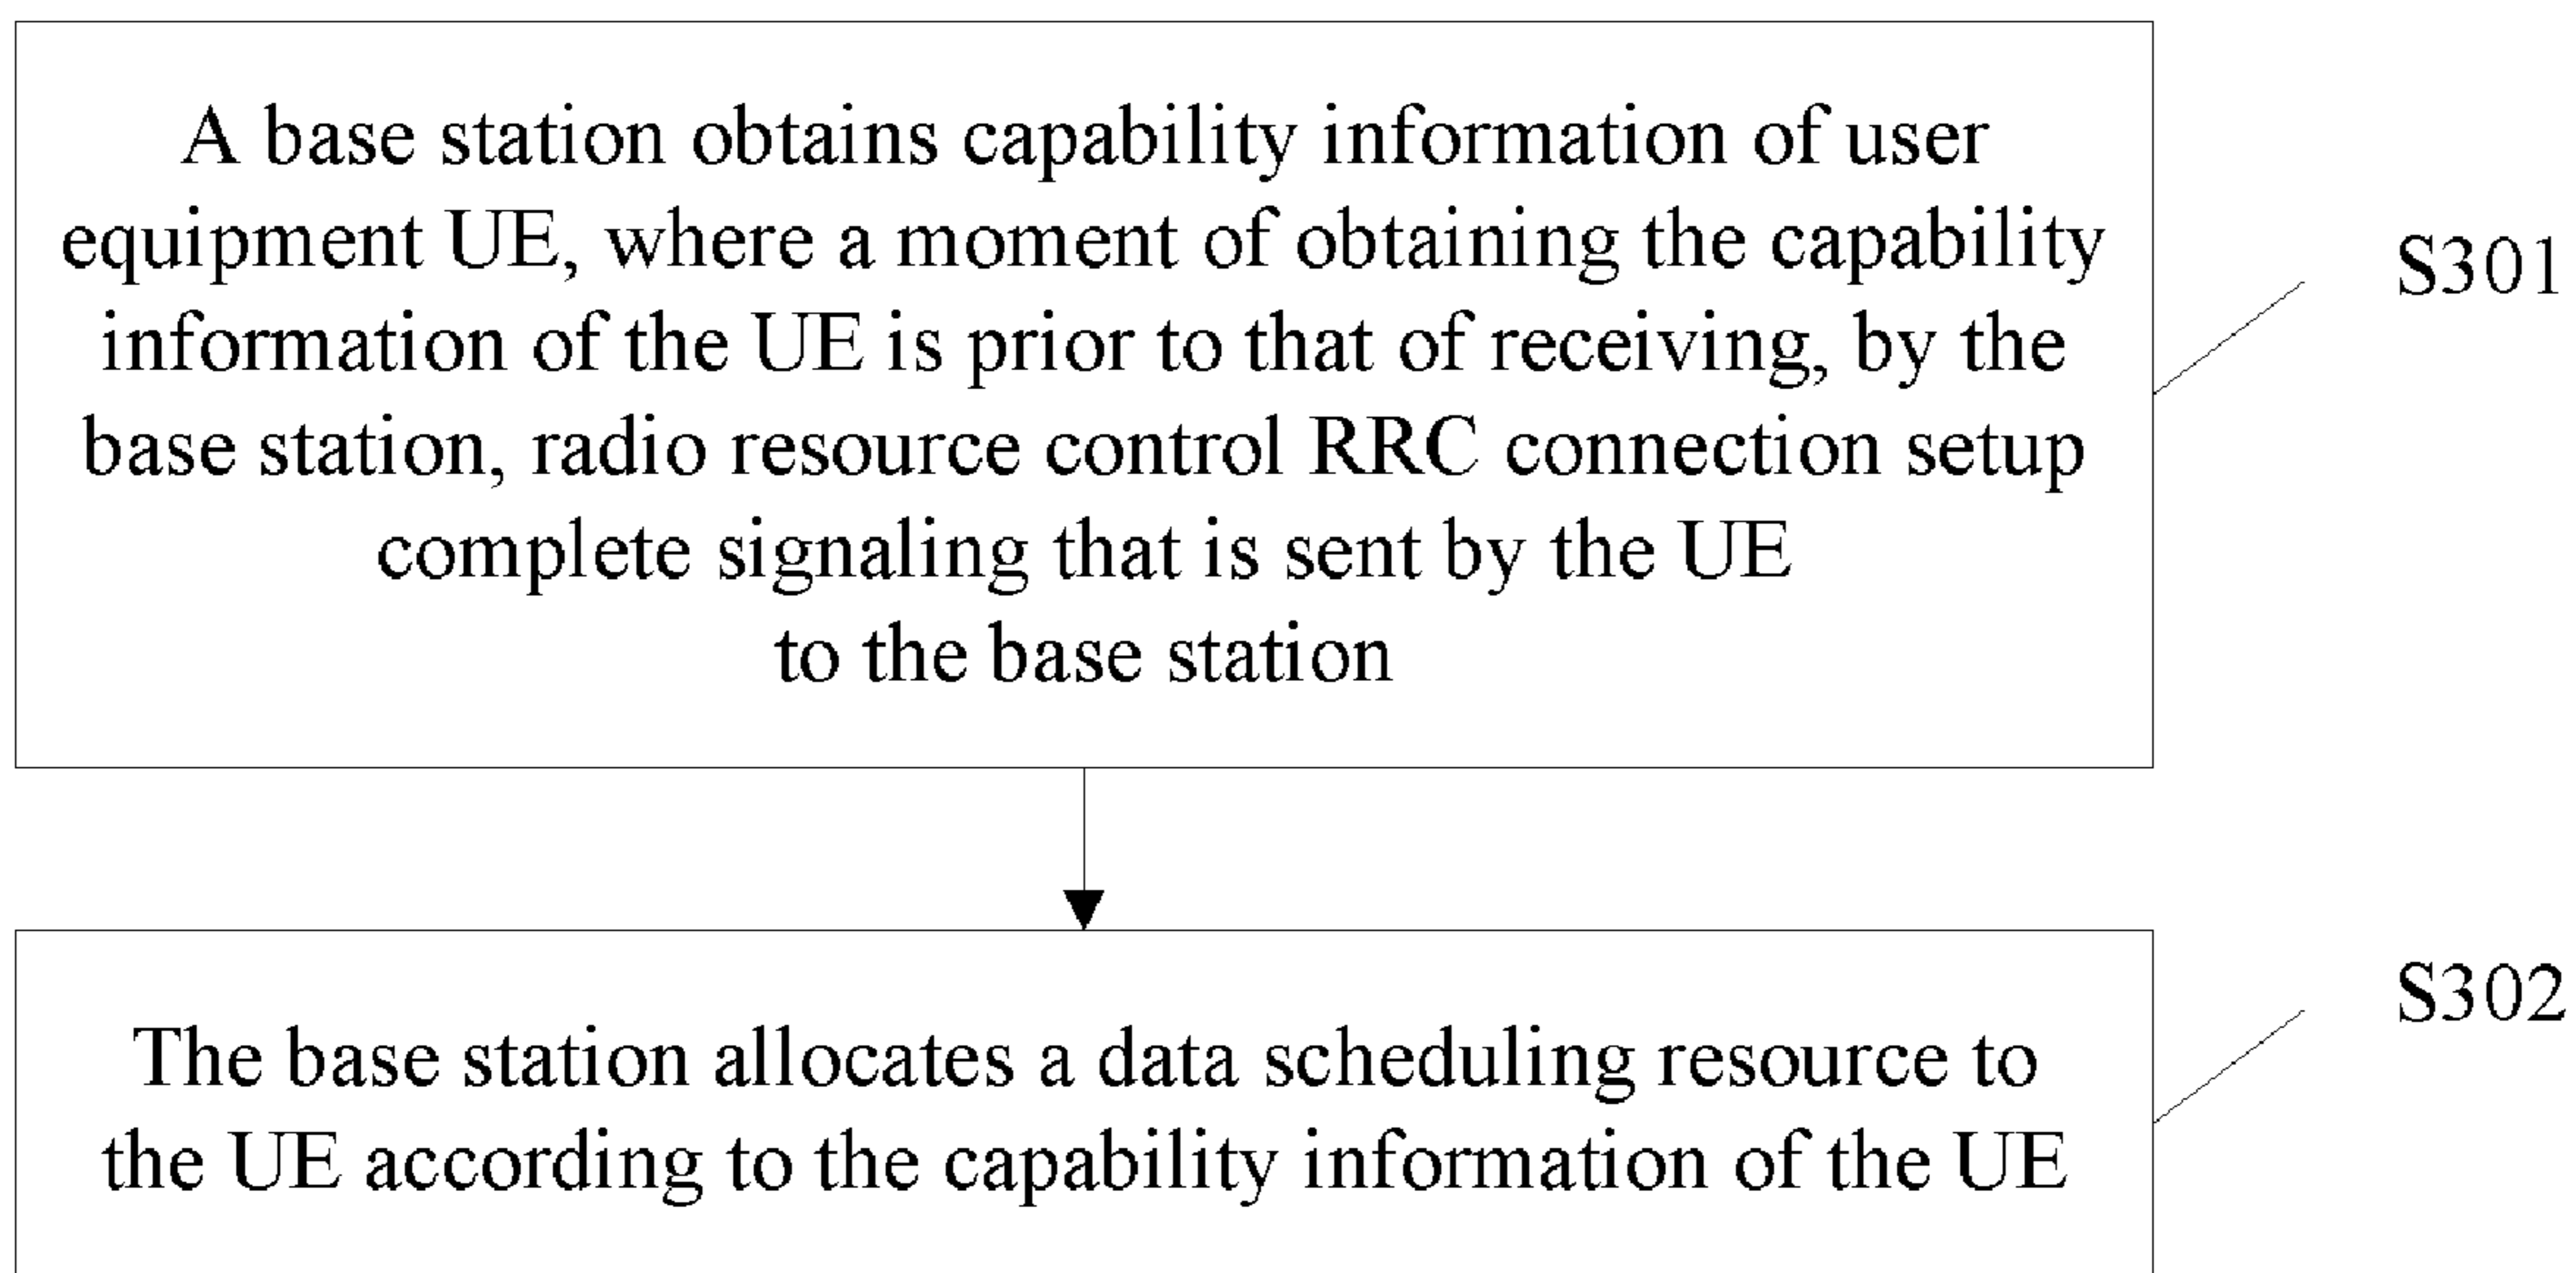 A base station obtains capability information of user
equipment UE, where a moment of obtaining the capability
information of the UE is prior to that of receiving, by the
base station, radio resource control RRC connection setup
complete signaling that is sent by the UE
to the base station
S301
The base station allocates a data scheduling resource to
the UE according to the capability information of the UE
S302